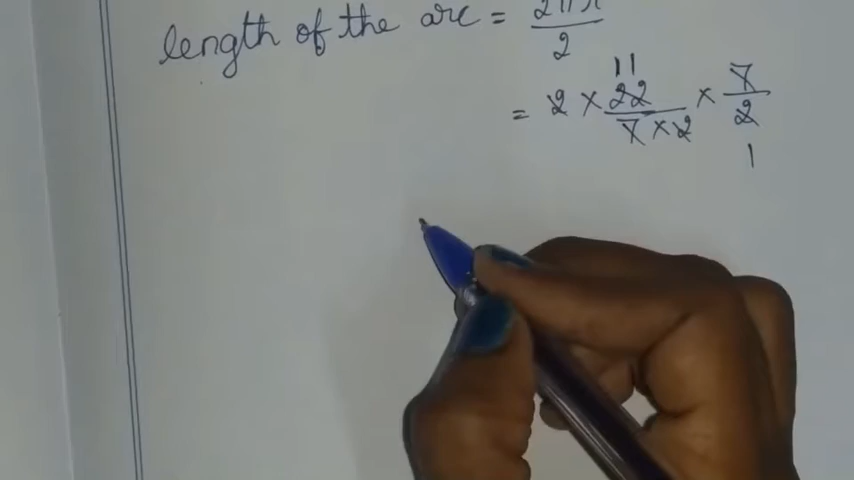 length of the arc = 2πr/2
11
= 2 × 22/7×2 × 7/2
1